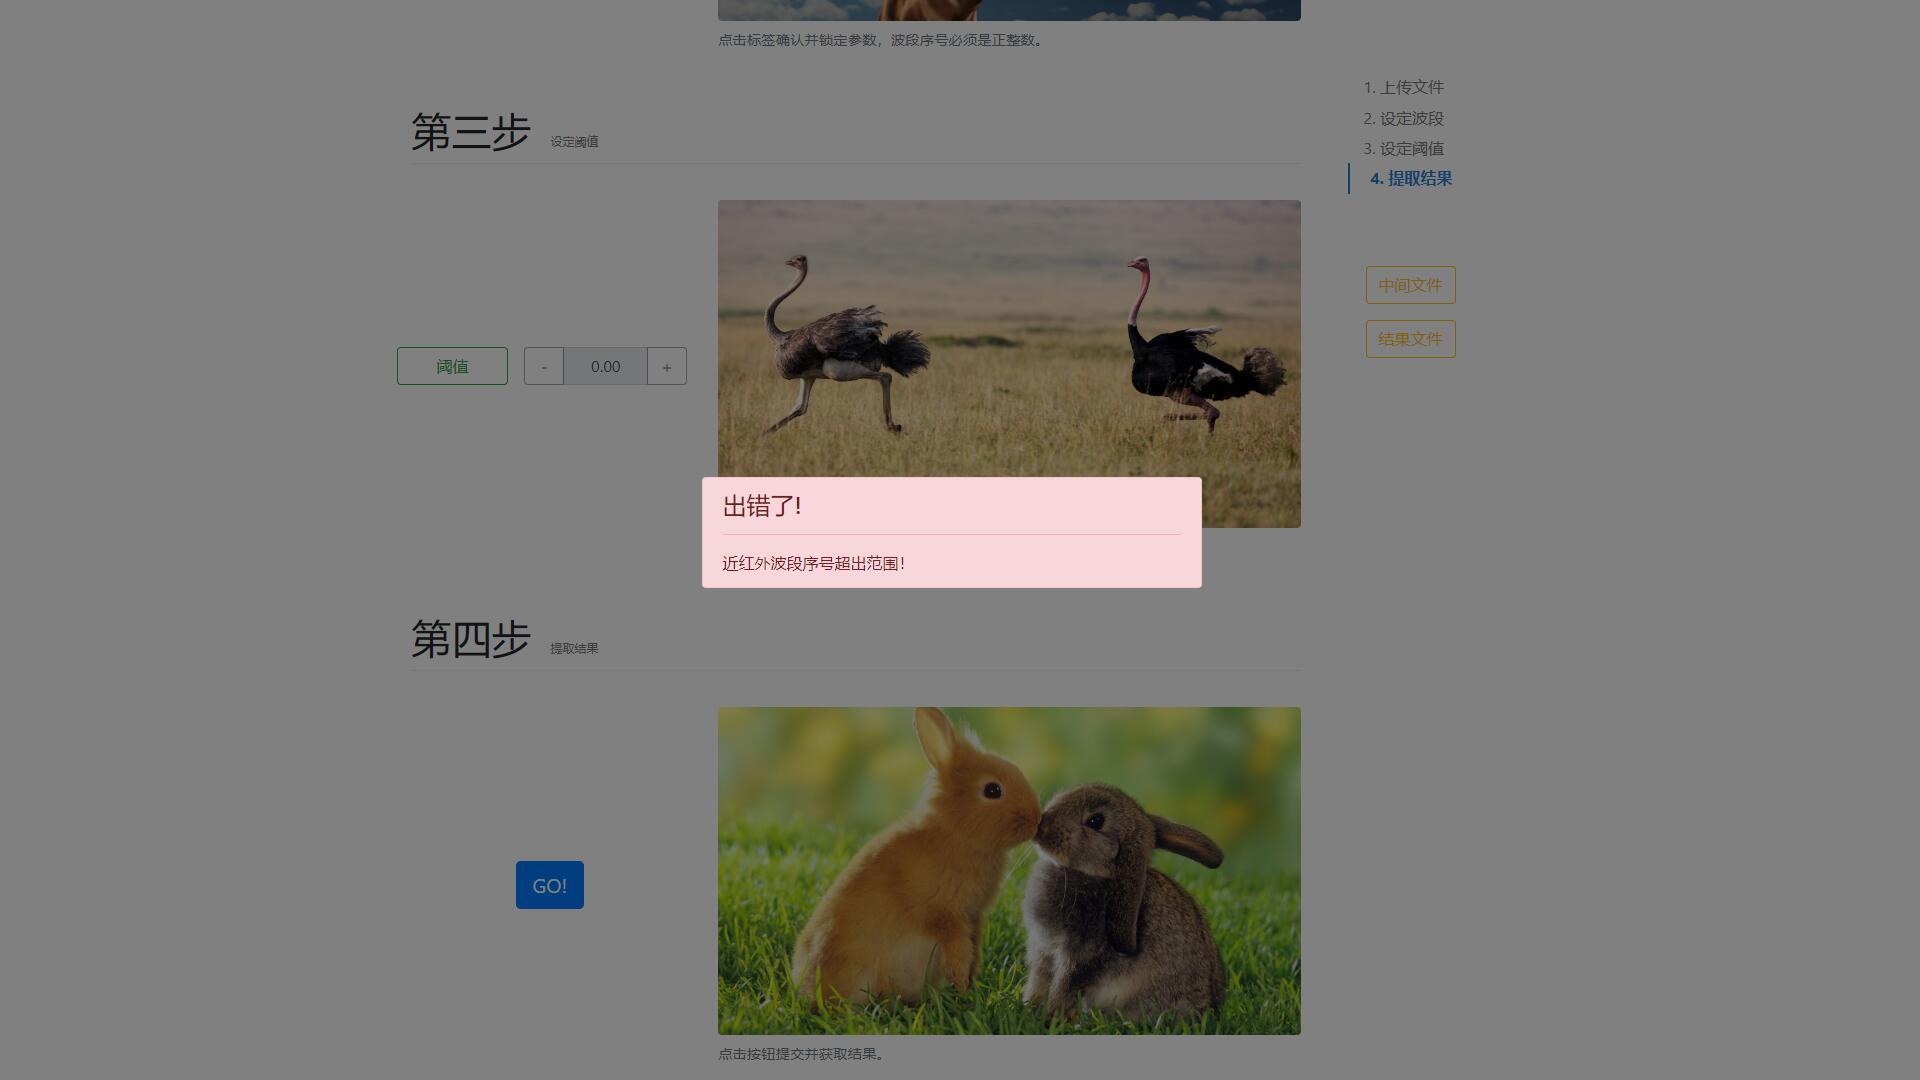 点击标签确认并锁定参数，波段序号必须是正整数。
1. 上传文件
2. 设定波段
3. 设定阈值
4. 提取结果
第三步 设定阈值
中间文件
结果文件
阈值 - 0.00 +
出错了!
近红外波段序号超出范围！
第四步 提取结果
GO!
点击按钮提交并获取结果。